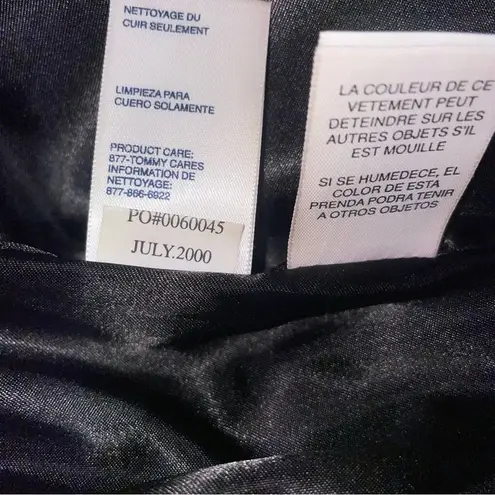 NETTOYAGE DU
CUIR SEULEMENT
LIMPIEZA PARA
CUERO SOLAMENTE
PRODUCT CARE:
877-TOMMY CARES
INFORMATION DE
NETTOYAGE:
877-866-6922
PO#0060045
JULY.2000
LA COULEUR DE CE
VETEMENT PEUT
DETEINDRE SUR LES
AUTRES OBJETS S'IL
EST MOUILLE
SI SE HUMEDECE, EL
COLOR DE ESTA
PRENDA PODRA TENIR
A OTROS OBJETOS